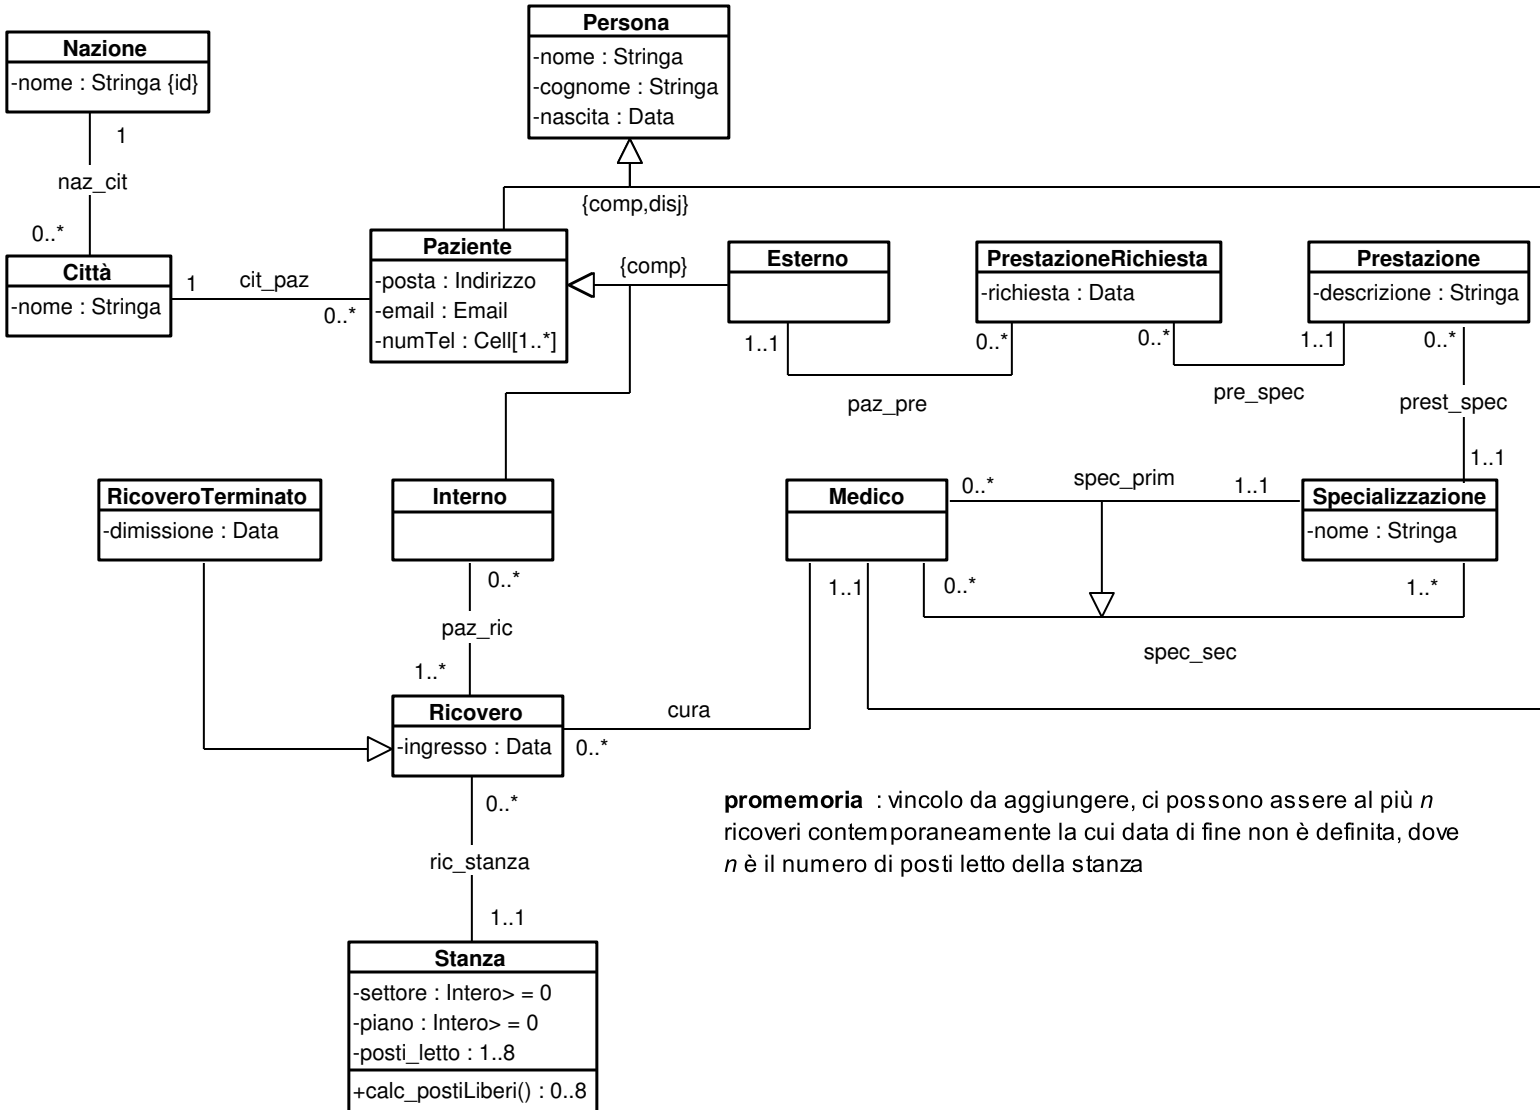 Persona
-nome : Stringa
-cognome : Stringa
-nascita : Data
Nazione
-nome : Stringa {id}
1
naz_cit
0..*
{comp,disj}
Città
-nome : Stringa
1
cit_paz
0..*
Paziente
-posta : Indirizzo
-email : Email
-numTel : Cell[1..*]
{comp}
Esterno
1..1
paz_pre
0..*
PrestazioneRichiesta
-richiesta : Data
0..*
pre_spec
1..1
Prestazione
-descrizione : Stringa
0..*
prest_spec
1..1
RicoveroTerminato
-dimissione : Data
Interno
0..*
paz_ric
1..*
Medico
0..*
spec_prim
1..1
Specializzazione
-nome : Stringa
1..1
0..*
1..*
spec_sec
Ricovero
-ingresso : Data
cura
0..*
0..*
ric_stanza
1..1
promemoria : vincolo da aggiungere, ci possono assere al più n
ricoveri contemporaneamente la cui data di fine non è definita, dove
n è il numero di posti letto della stanza
Stanza
-settore : Intero> = 0
-piano : Intero> = 0
-posti_letto : 1..8
+calc_postiLiberi() : 0..8